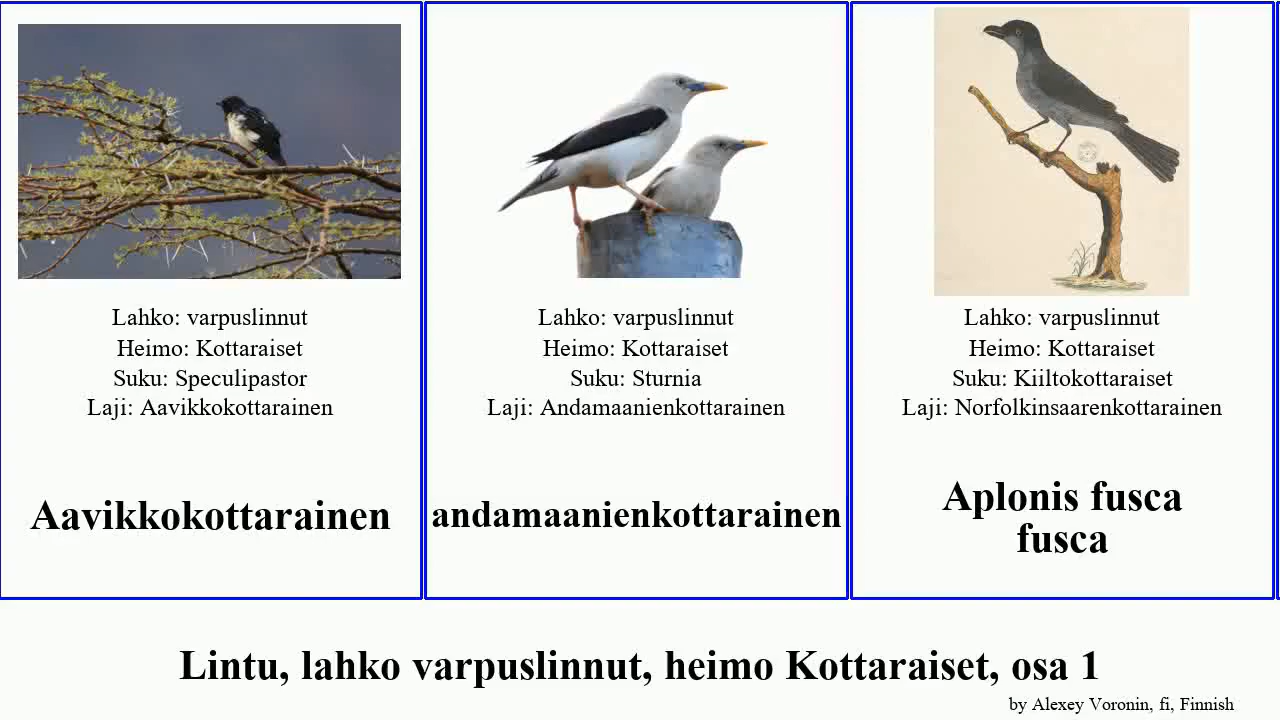 Lahko: varpuslinnut
Heimo: Kottaraiset
Suku: Speculipastor
Laji: Aavikkokottarainen
Aavikkokottarainen
Lahko: varpuslinnut
Heimo: Kottaraiset
Suku: Sturnia
Laji: Andamaanienkottarainen
andamaanienkottarainen
Lahko: varpuslinnut
Heimo: Kottaraiset
Suku: Kiiltokottaraiset
Laji: Norfolkinsaarenkottarainen
Aplonis fusca
fusca
Lintu, lahko varpuslinnut, heimo Kottaraiset, osa 1
by Alexey Voronin, fi, Finnish